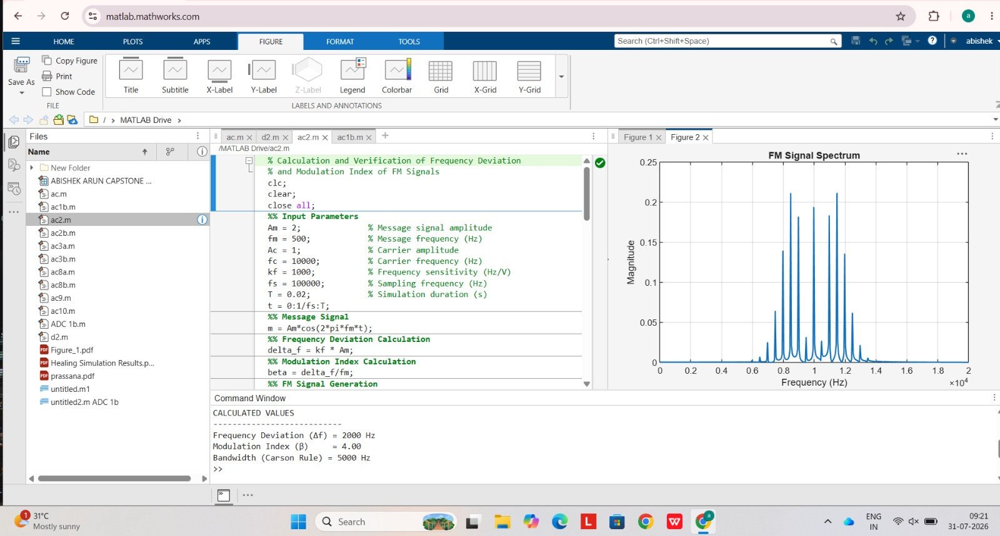 matlab.mathworks.com
a
HOME PLOTS APPS FIGURE FORMAT TOOLS
Search (Ctrl+Shift+Space)
abishek
Save As
Copy Figure
Print
Show Code
FILE
Title Subtitle X-Label Y-Label Z-Label Legend Colorbar Grid X-Grid Y-Grid
LABELS AND ANNOTATIONS
/ › MATLAB Drive ›
Files
Name
New Folder
ABISHEK ARUN CAPSTONE ...
ac.m
ac1b.m
ac2.m
ac2b.m
ac3a.m
ac3b.m
ac8a.m
ac8b.m
ac9.m
ac10.m
ADC 1b.m
d2.m
Figure_1.pdf
Healing Simulation Results.p...
prassana.pdf
untitled.m1
untitled2.m ADC 1b
ac.m d2.m ac2.m ac1b.m
/MATLAB Drive/ac2.m
% Calculation and Verification of Frequency Deviation
% and Modulation Index of FM Signals
clc;
clear;
close all;
%% Input Parameters
Am = 2; % Message signal amplitude
fm = 500; % Message frequency (Hz)
Ac = 1; % Carrier amplitude
fc = 10000; % Carrier frequency (Hz)
kf = 1000; % Frequency sensitivity (Hz/V)
fs = 100000; % Sampling frequency (Hz)
T = 0.02; % Simulation duration (s)
t = 0:1/fs:T;
%% Message Signal
m = Am*cos(2*pi*fm*t);
%% Frequency Deviation Calculation
delta_f = kf * Am;
%% Modulation Index Calculation
beta = delta_f/fm;
%% FM Signal Generation
Figure 1 Figure 2
FM Signal Spectrum
0.25
0.2
0.15
0.1
0.05
0
Magnitude
0 0.2 0.4 0.6 0.8 1 1.2 1.4 1.6 1.8 2
Frequency (Hz)
×10⁴
Command Window
CALCULATED VALUES
---------------------------
Frequency Deviation (Δf) = 2000 Hz
Modulation Index (β) = 4.00
Bandwidth (Carson Rule) = 5000 Hz
>>
1
31°C
Mostly sunny
Search
L
W
a
ENG
IN
09:21
31-07-2026